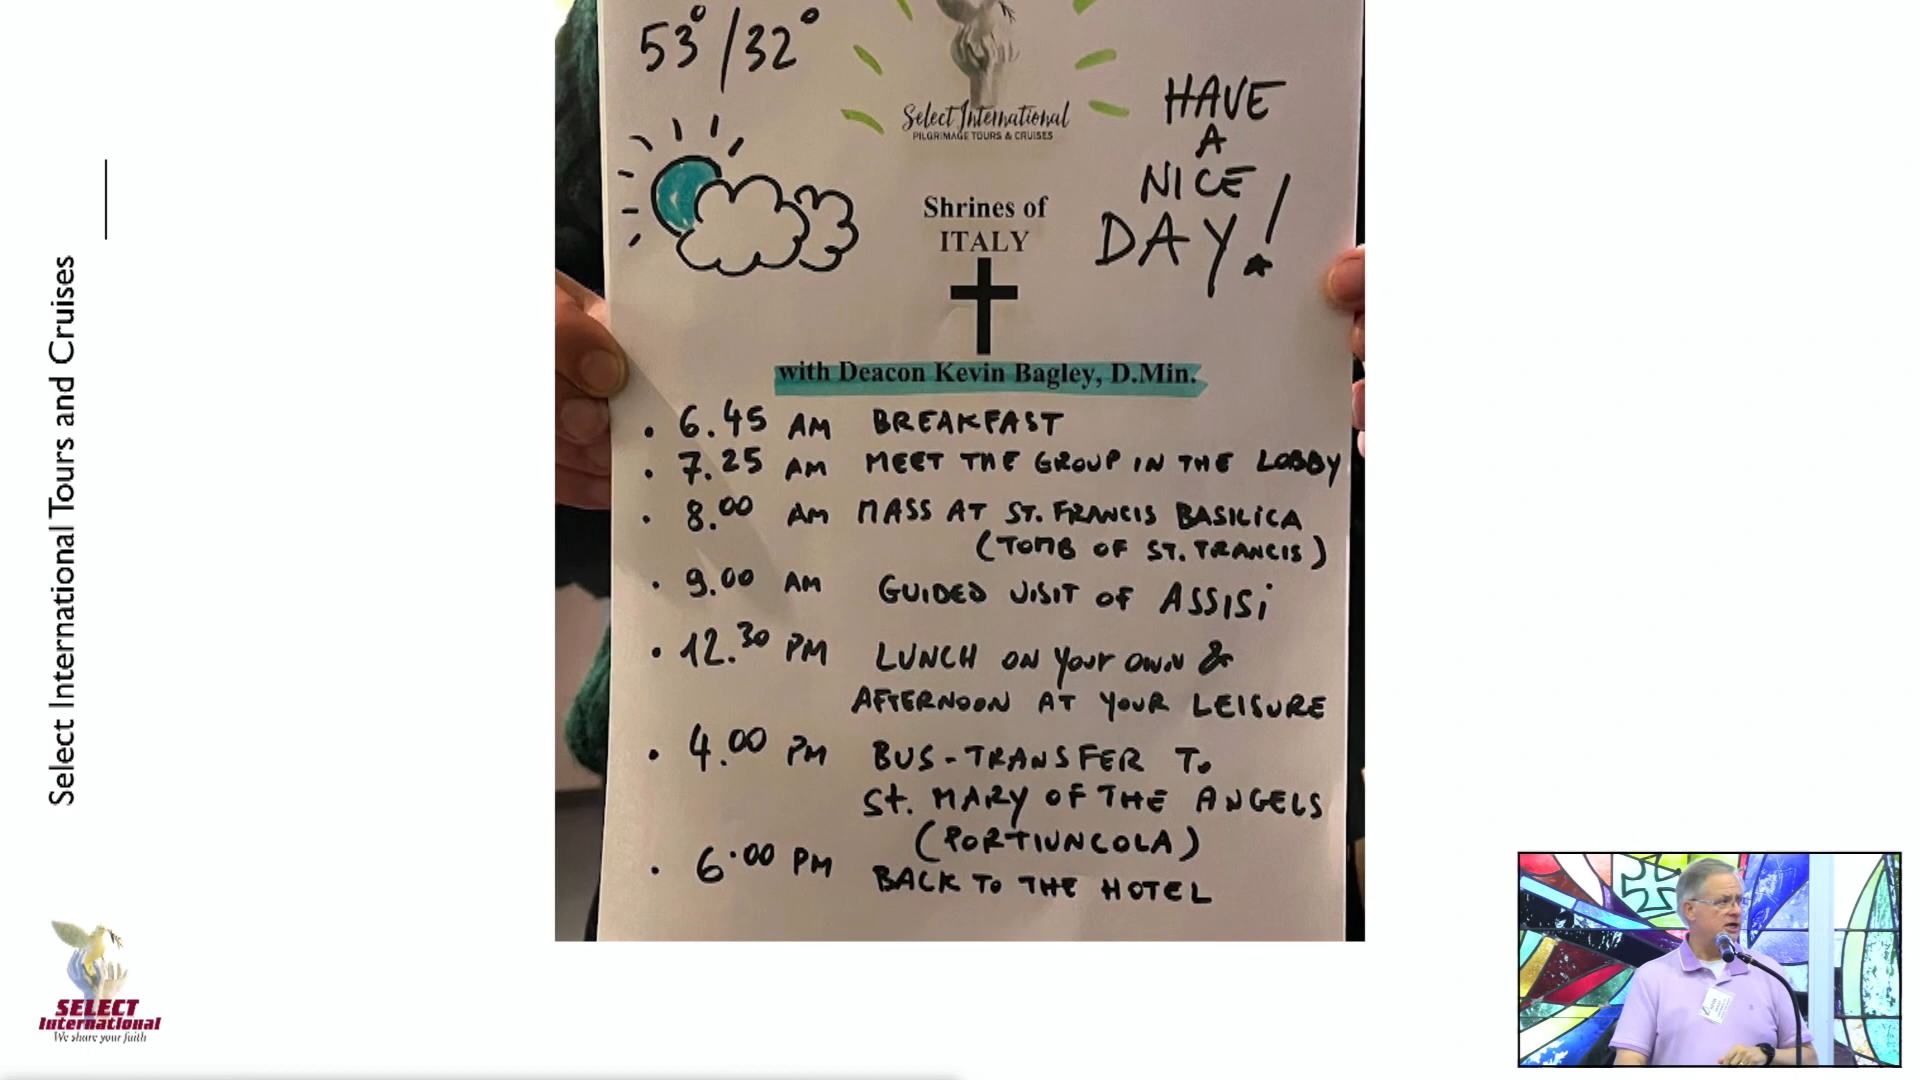 Select International Tours and Cruises
53°/32°
Select International
PILGRIMAGE TOURS & CRUISES
HAVE
A
NICE
DAY!
Shrines of
ITALY
with Deacon Kevin Bagley, D.Min.
• 6.45 AM BREAKFAST
• 7.25 AM MEET THE GROUP IN THE LOBBY
• 8.00 AM MASS AT ST. FRANCIS BASILICA
(TOMB OF ST. FRANCIS)
• 9.00 AM GUIDED VISIT OF ASSISi
• 12.30 PM LUNCH ON your own &
AFTERNOON AT YOUR LEISURE
• 4.00 PM BUS-TRANSFER To
St. MARY OF THE ANGELS
(PORTIUNCOLA)
• 6.00 PM BACK To THE HOTEL
SELECT
International
We share your faith